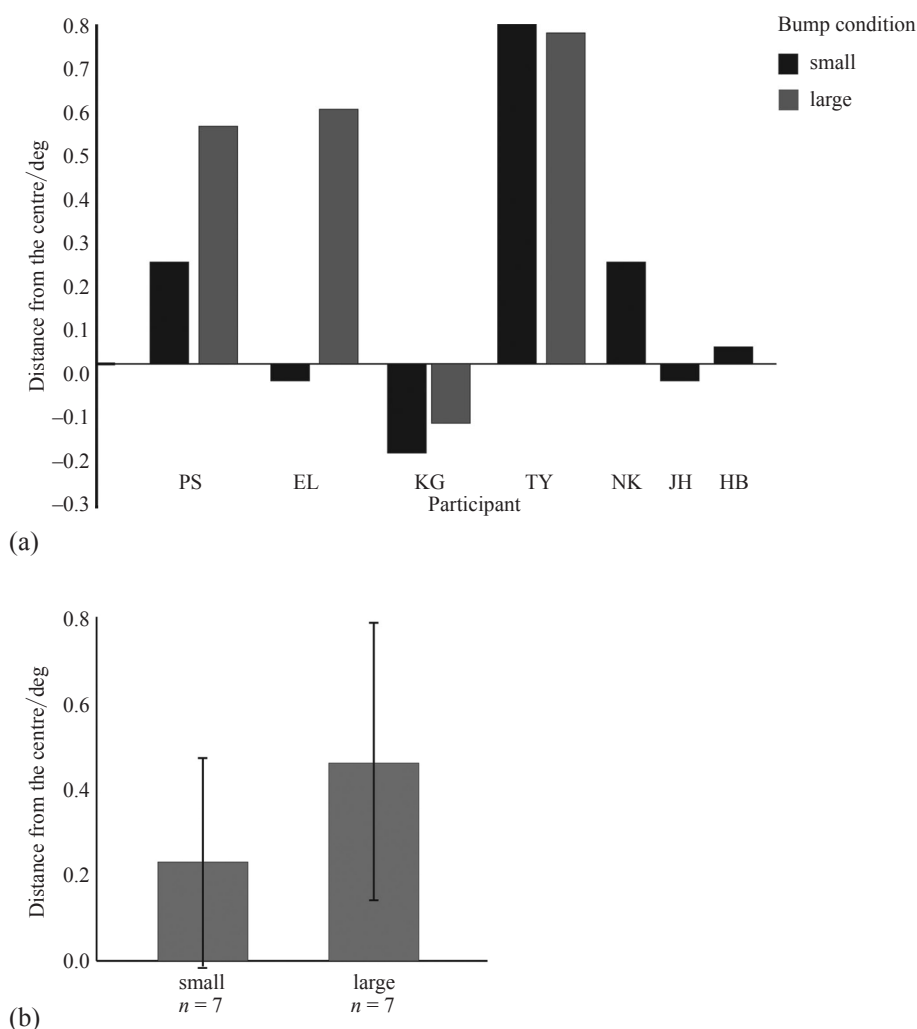 Bump condition
small
large
Distance from the centre/deg
0.8
0.7
0.6
0.5
0.4
0.3
0.2
0.1
0.0
–0.1
–0.2
–0.3
PS EL KG TY NK JH HB
Participant
(a)
Distance from the centre/deg
0.8
0.6
0.4
0.2
0.0
small large
n = 7 n = 7
(b)